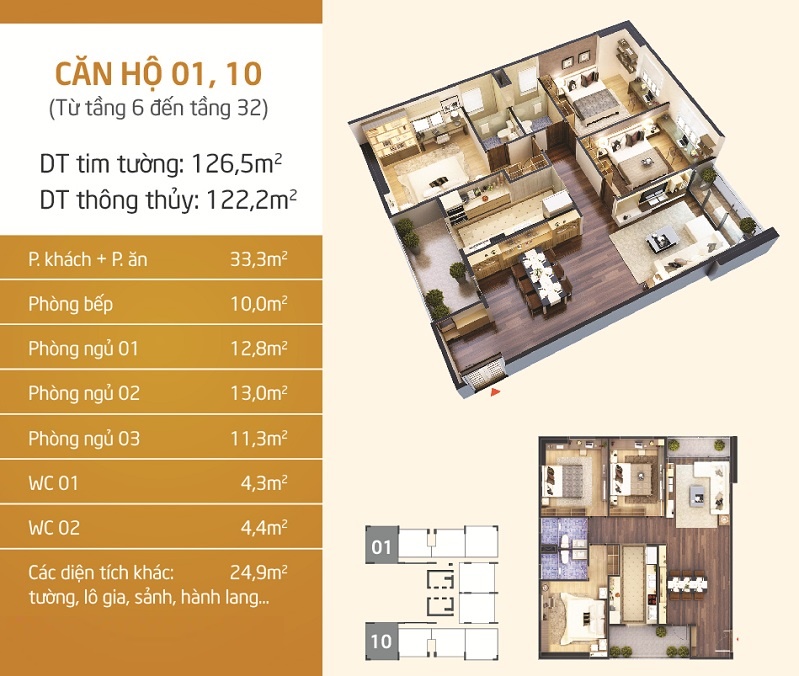 CĂN HỘ 01, 10
(Từ tầng 6 đến tầng 32)
DT tim tường: 126,5m²
DT thông thủy: 122,2m²
P. khách + P. ăn 33,3m²
Phòng bếp 10,0m²
Phòng ngủ 01 12,8m²
Phòng ngủ 02 13,0m²
Phòng ngủ 03 11,3m²
WC 01 4,3m²
WC 02 4,4m²
Các diện tích khác: 24,9m²
tường, lô gia, sảnh, hành lang...
01
10